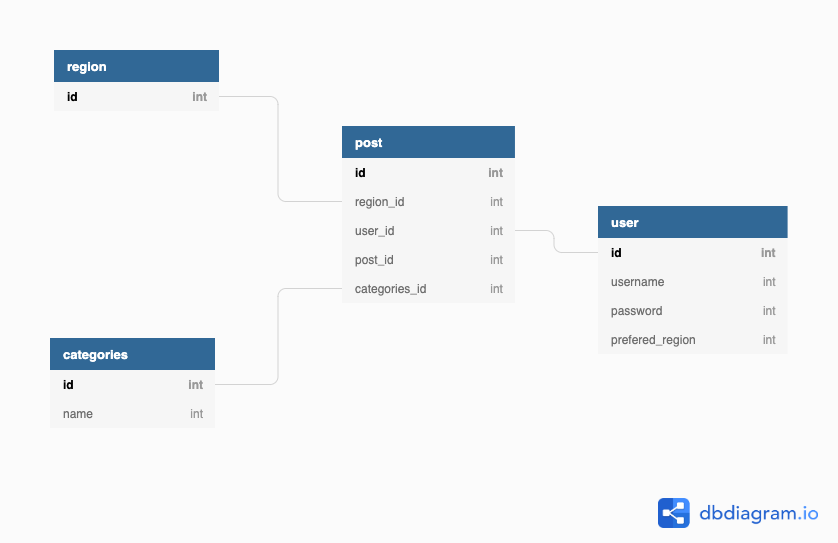 region
id int
post
id int
region_id int
user_id int
post_id int
categories_id int
user
id int
username int
password int
prefered_region int
categories
id int
name int
dbdiagram.io